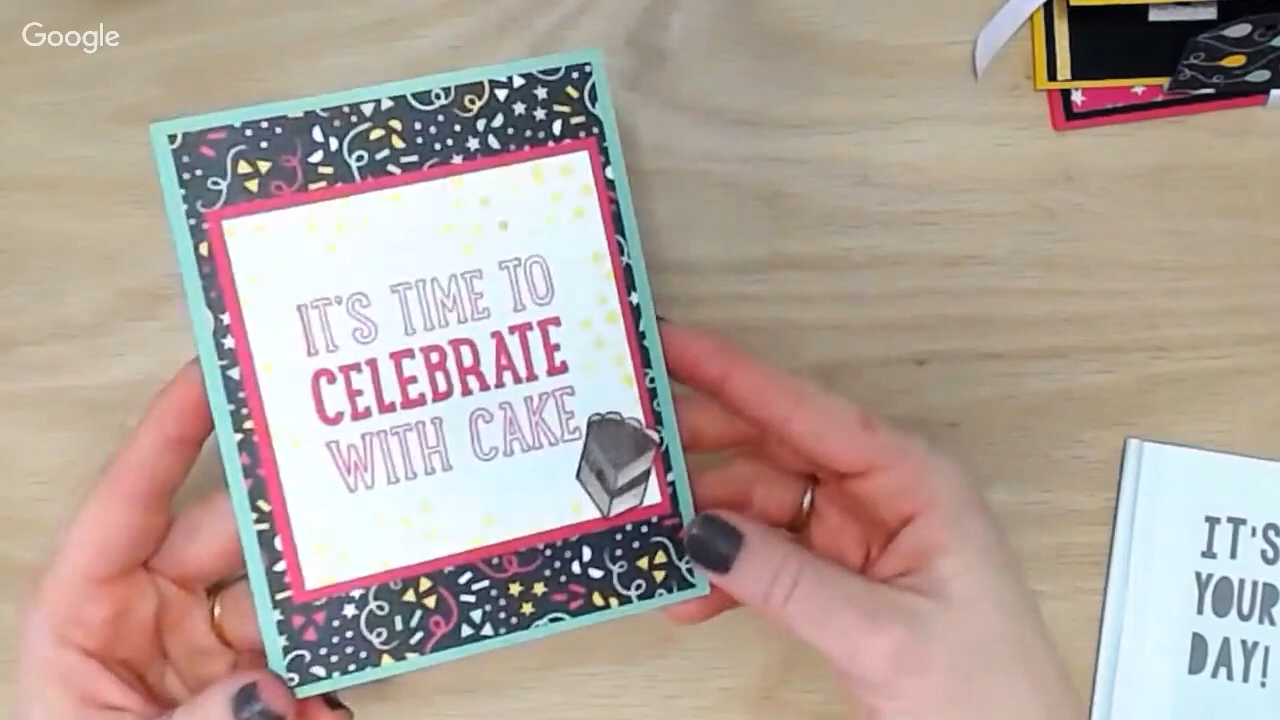 Google
IT'S TIME TO
CELEBRATE
WITH CAKE
IT'S
YOUR
DAY!